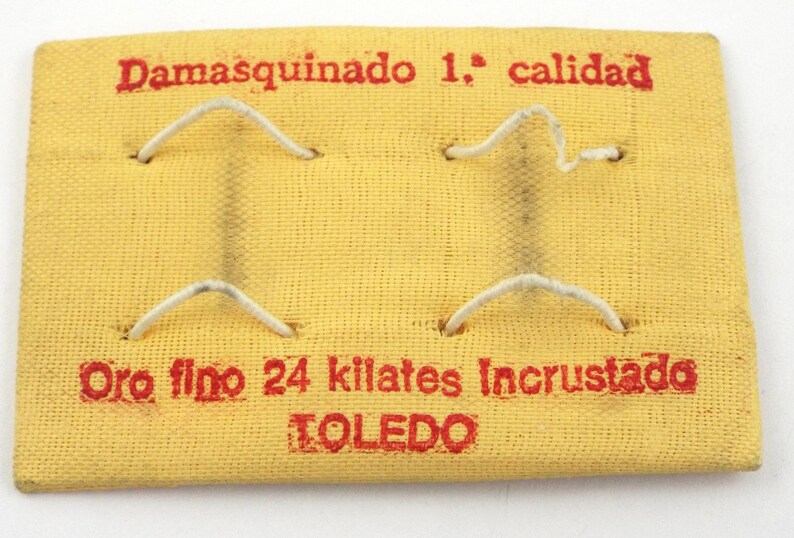 Damasquinado 1.ª calidad
Oro fino 24 kilates Incrustado
TOLEDO